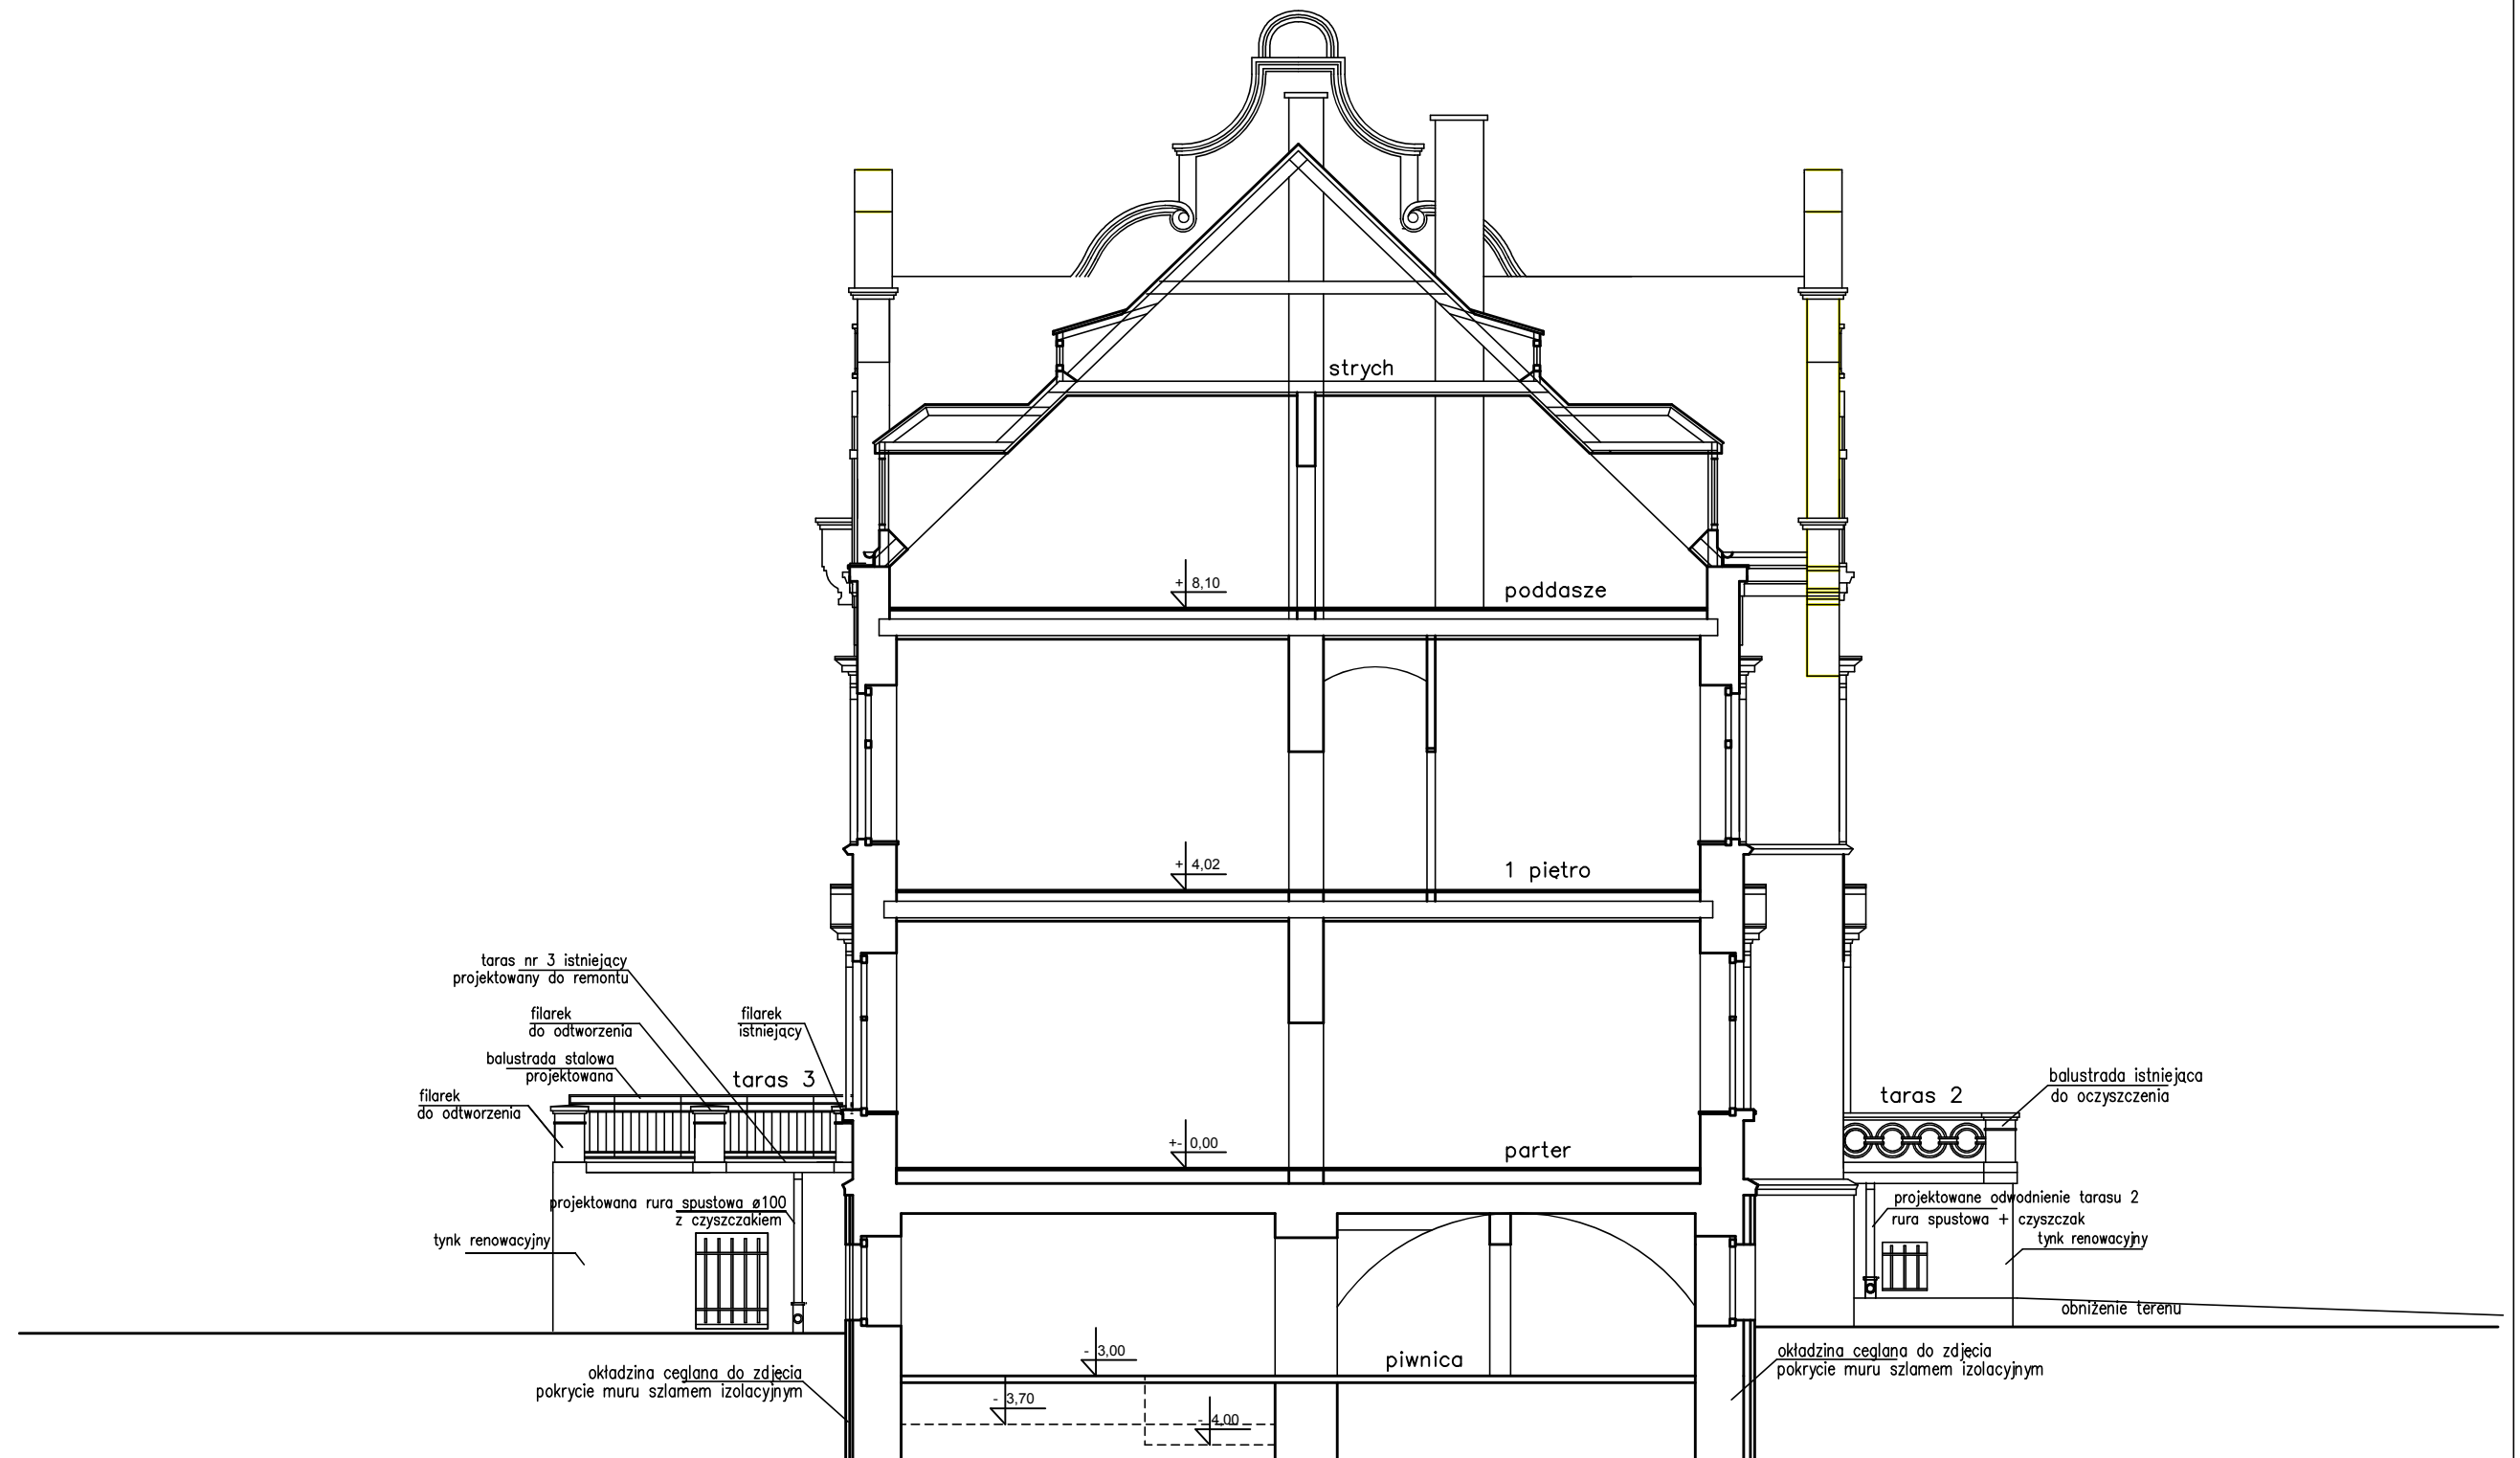 strych
+ 8,10
poddasze
+ 4,02
1 piętro
taras nr 3 istniejący
projektowany do remontu
filarek
do odtworzenia
filarek
istniejący
balustrada stalowa
projektowana
taras 3
filarek
do odtworzenia
taras 2
balustrada istniejąca
do oczyszczenia
+- 0,00
parter
projektowana rura spustowa ø100
z czyszczakiem
tynk renowacyjny
projektowane odwodnienie tarasu 2
rura spustowa + czyszczak
tynk renowacyjny
obniżenie terenu
- 3,00
piwnica
okładzina ceglana do zdjęcia
pokrycie muru szlamem izolacyjnym
okładzina ceglana do zdjęcia
pokrycie muru szlamem izolacyjnym
- 3,70
- 4,00